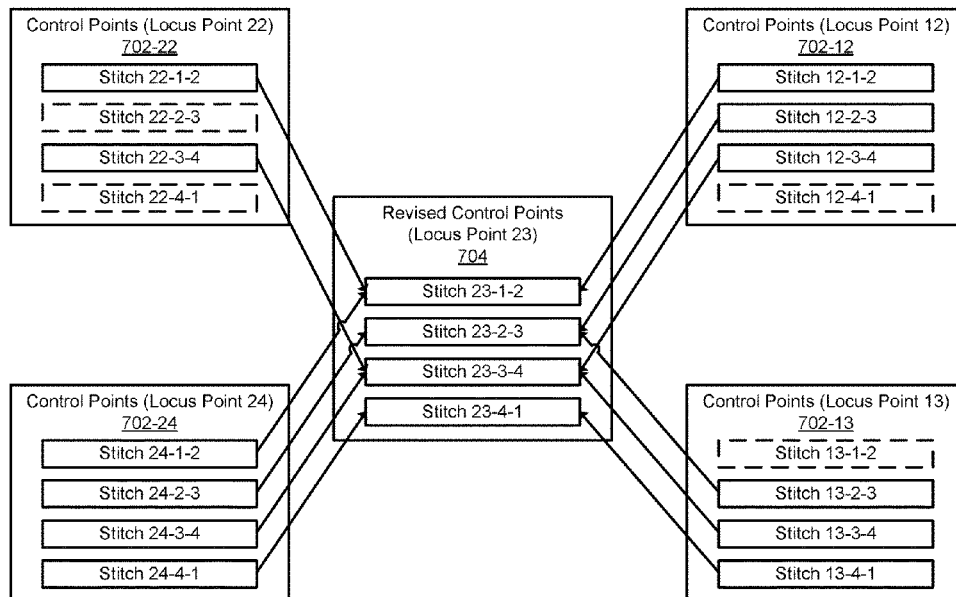 Control Points (Locus Point 22)
702-22
Stitch 22-1-2
Stitch 22-2-3
Stitch 22-3-4
Stitch 22-4-1
Control Points (Locus Point 12)
702-12
Stitch 12-1-2
Stitch 12-2-3
Stitch 12-3-4
Stitch 12-4-1
Revised Control Points
(Locus Point 23)
704
Stitch 23-1-2
Stitch 23-2-3
Stitch 23-3-4
Stitch 23-4-1
Control Points (Locus Point 24)
702-24
Stitch 24-1-2
Stitch 24-2-3
Stitch 24-3-4
Stitch 24-4-1
Control Points (Locus Point 13)
702-13
Stitch 13-1-2
Stitch 13-2-3
Stitch 13-3-4
Stitch 13-4-1